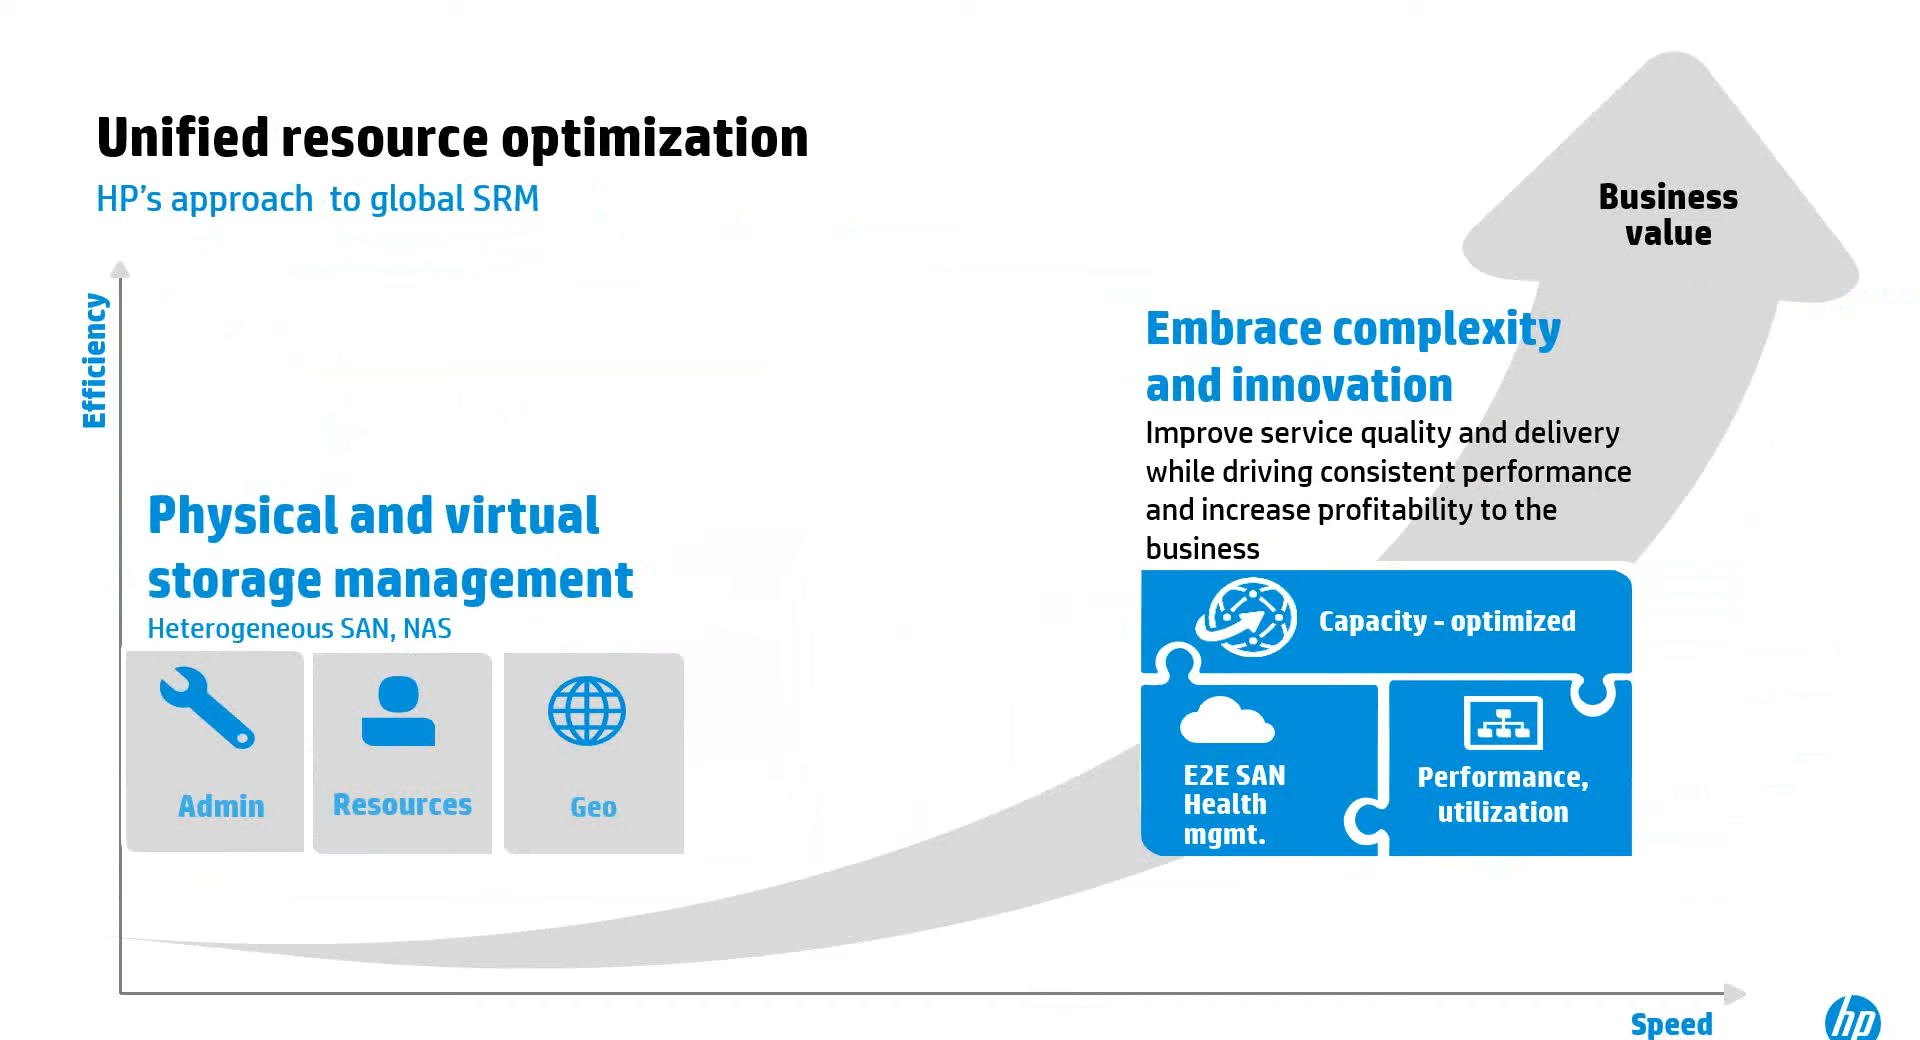 Unified resource optimization
HP's approach to global SRM
Efficiency
Business
value
Embrace complexity
and innovation
Improve service quality and delivery
while driving consistent performance
and increase profitability to the
business
Physical and virtual
storage management
Heterogeneous SAN, NAS
Admin
Resources
Geo
Capacity - optimized
E2E SAN
Health
mgmt.
Performance,
utilization
Speed
hp